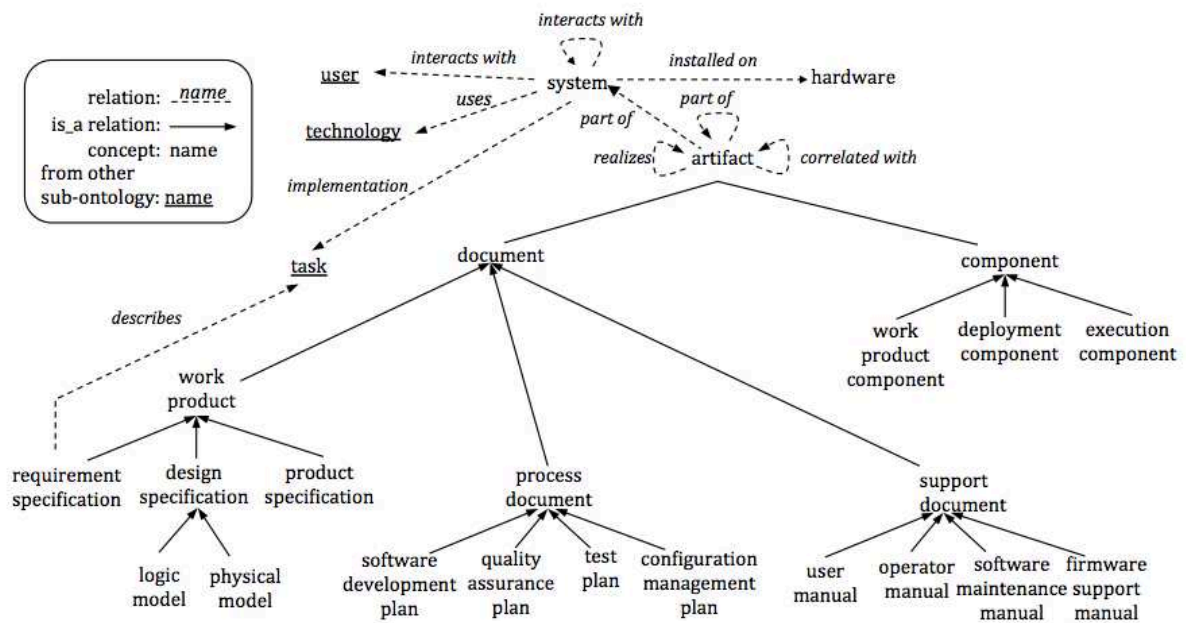 interacts with
interacts with
installed on
user
system
hardware
relation: name
uses
part of
is_a relation:
part of
technology
concept: name
realizes
artifact
correlated with
from other
sub-ontology: name
implementation
document
component
task
describes
work
product
component
deployment
component
execution
component
work
product
requirement
specification
design
specification
product
specification
process
document
support
document
logic
model
physical
model
software
development
plan
quality
assurance
plan
test
plan
configuration
management
plan
user
manual
operator
manual
software
maintenance
manual
firmware
support
manual